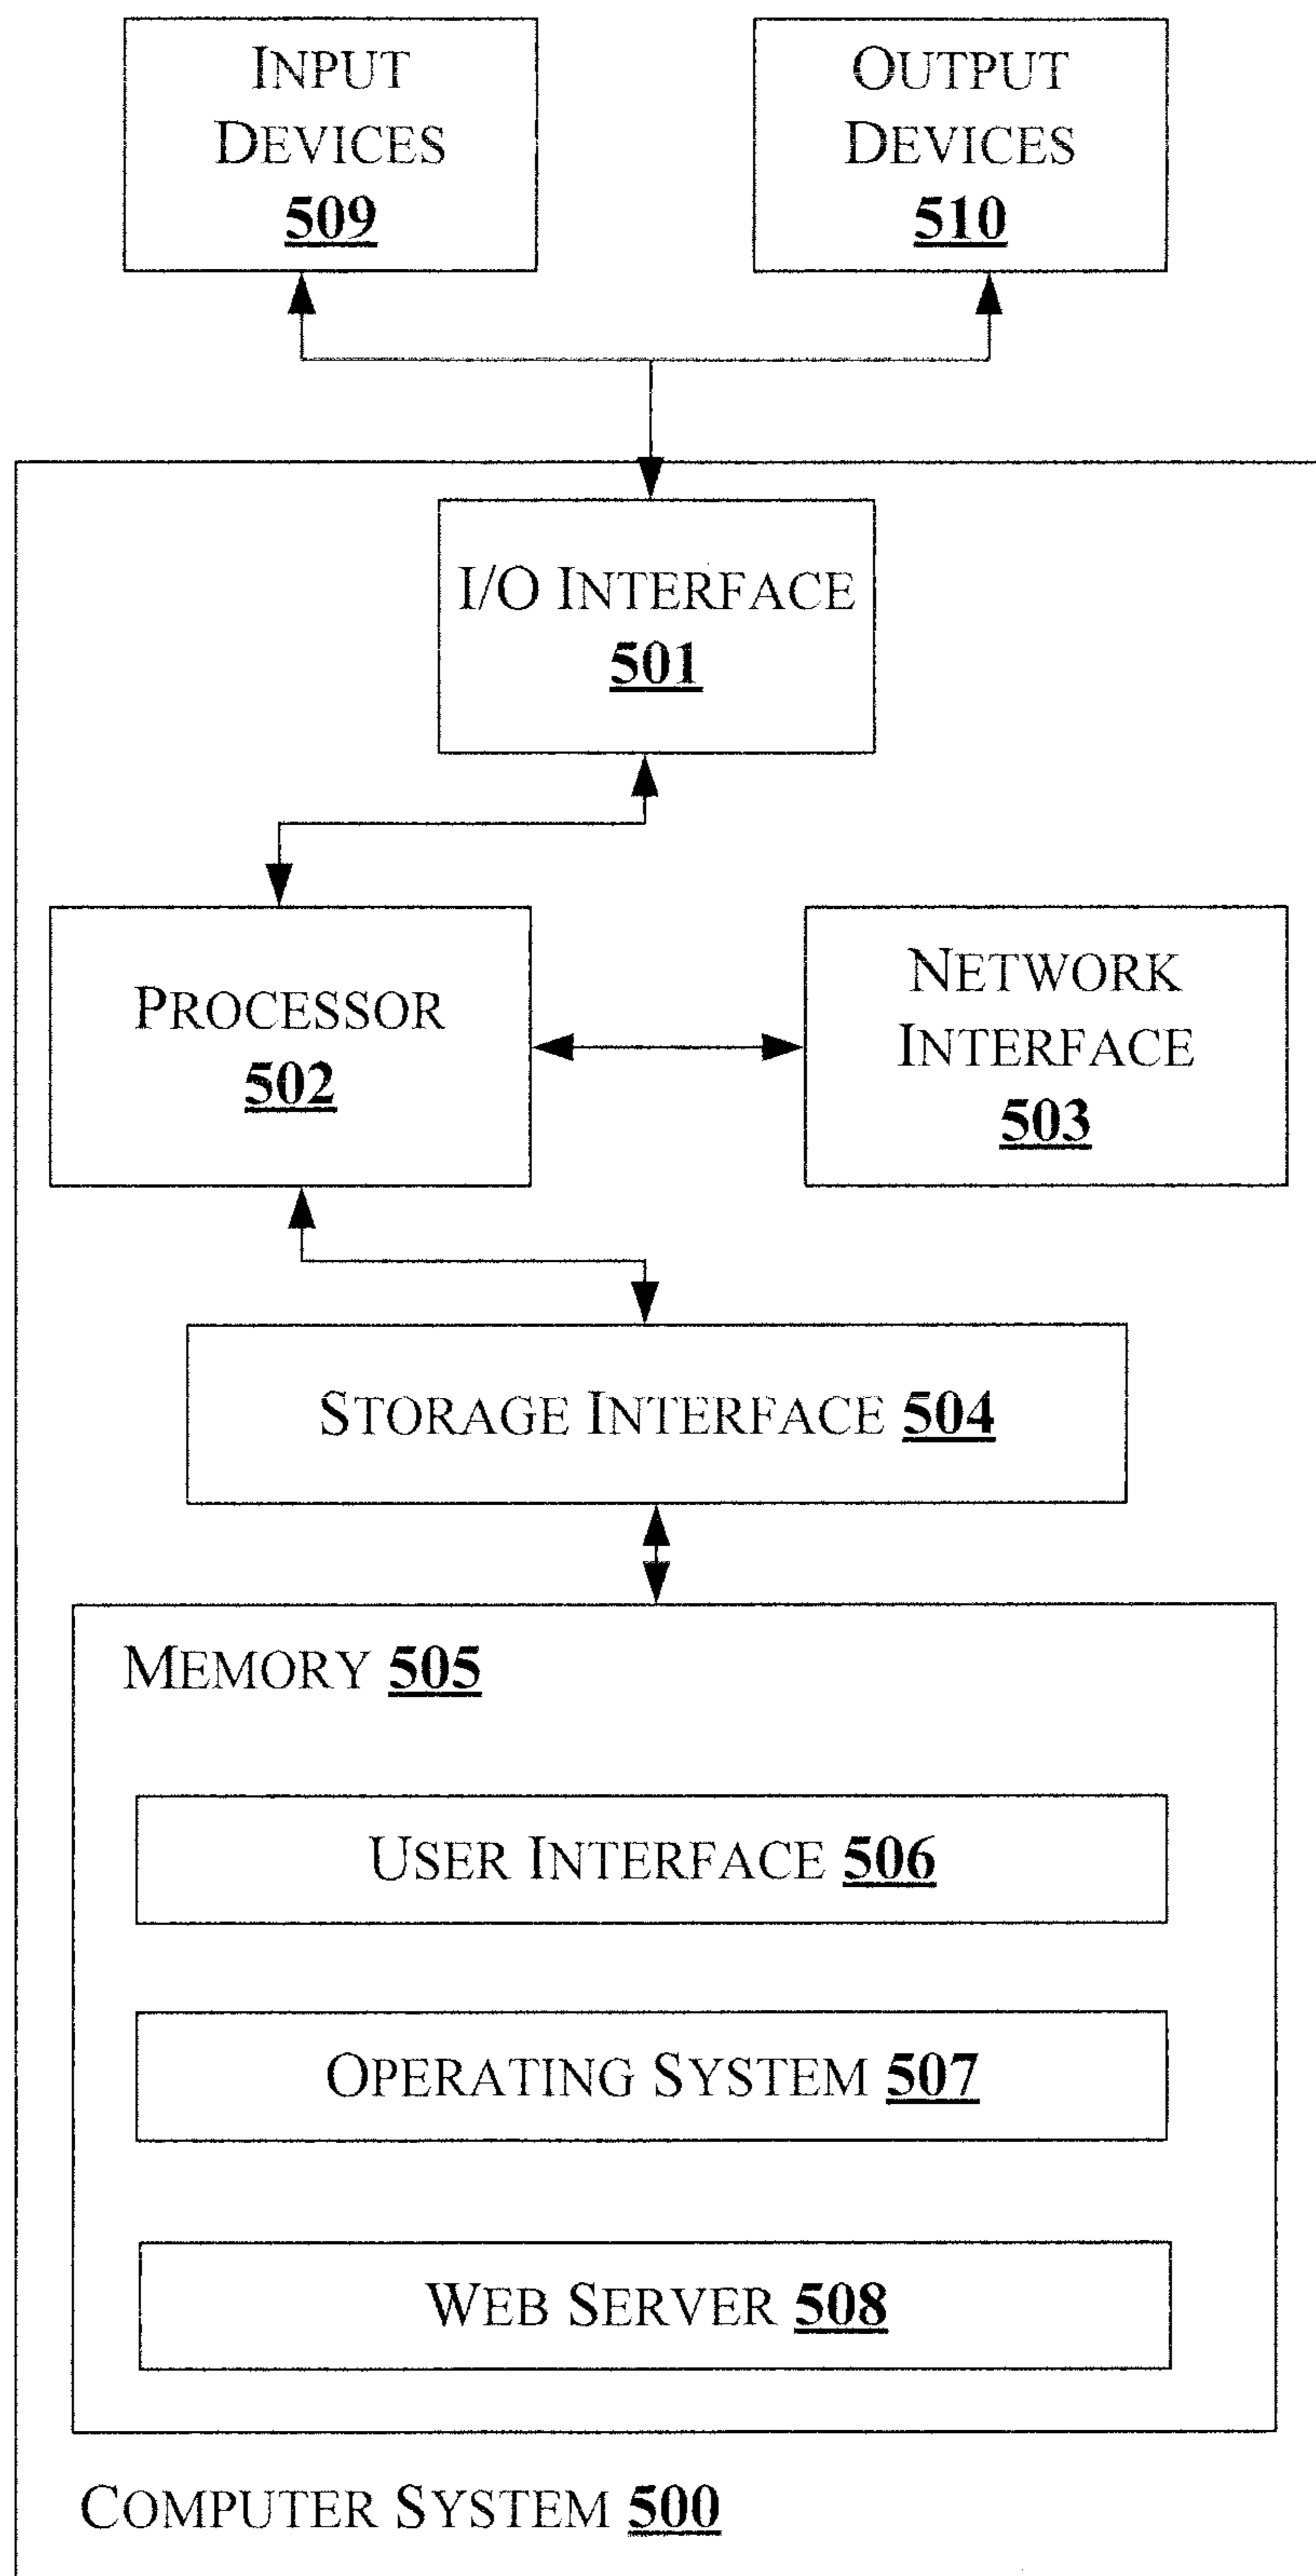 INPUT
DEVICES
509
OUTPUT
DEVICES
510
I/O INTERFACE
501
PROCESSOR
502
NETWORK
INTERFACE
503
STORAGE INTERFACE 504
MEMORY 505
USER INTERFACE 506
OPERATING SYSTEM 507
WEB SERVER 508
COMPUTER SYSTEM 500